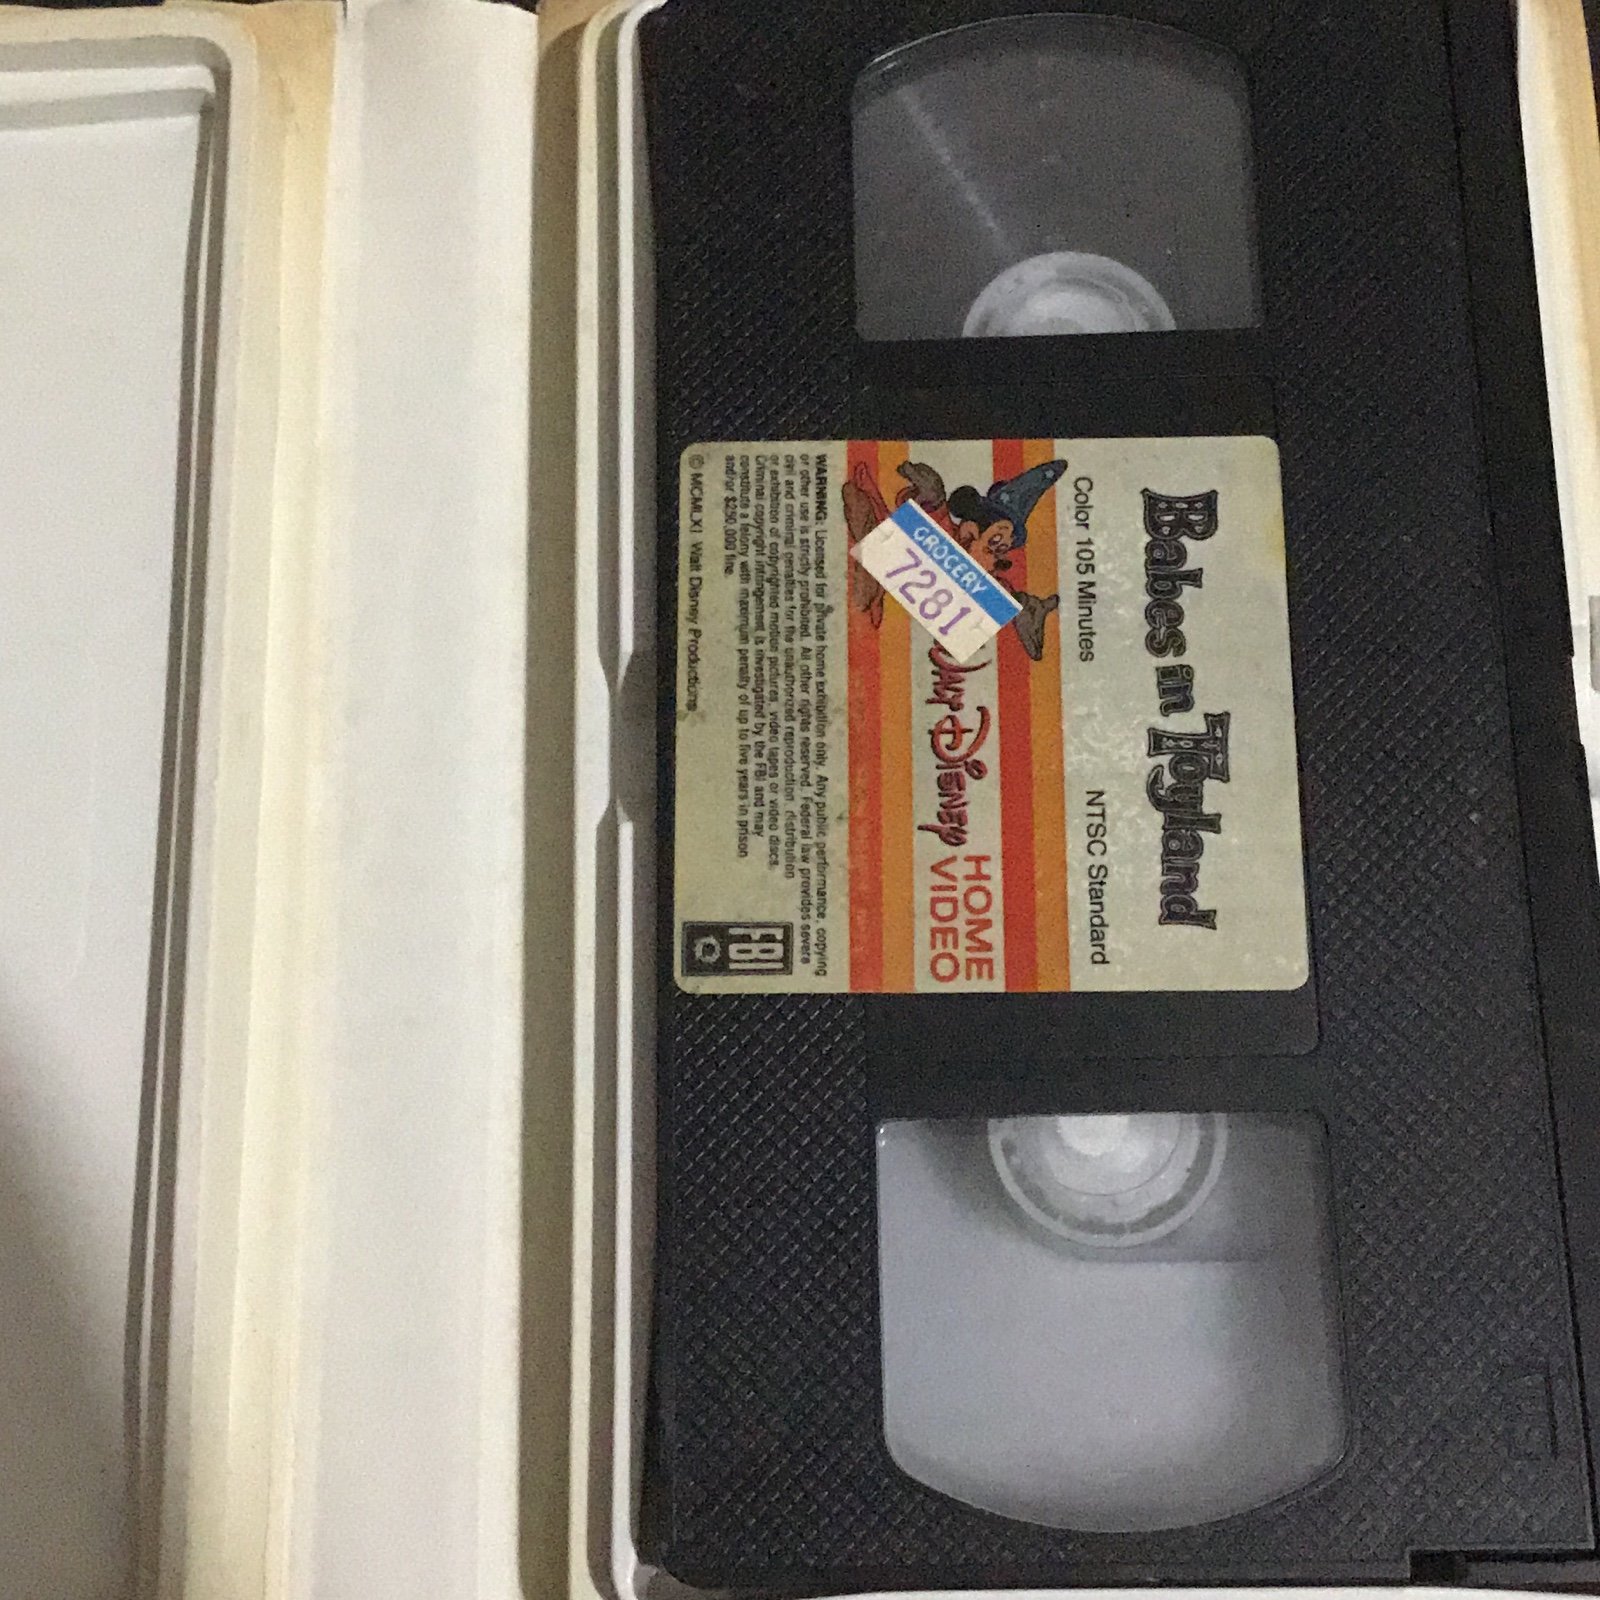 Babes in Toyland
Color 105 Minutes NTSC Standard
GROCERY
7281
WALT DISNEY HOME
VIDEO
WARNING: Licensed for private home exhibition only. Any public performance, copying
or other use is strictly prohibited. All other rights reserved. Federal law provides severe
civil and criminal penalties for the unauthorized reproduction, distribution
or exhibition of copyrighted motion pictures, video tapes or video discs.
Criminal copyright infringement is investigated by the FBI and may
constitute a felony with maximum penalty of up to five years in prison
and/or $250,000 fine.
© MCMLXI Walt Disney Productions
FBI